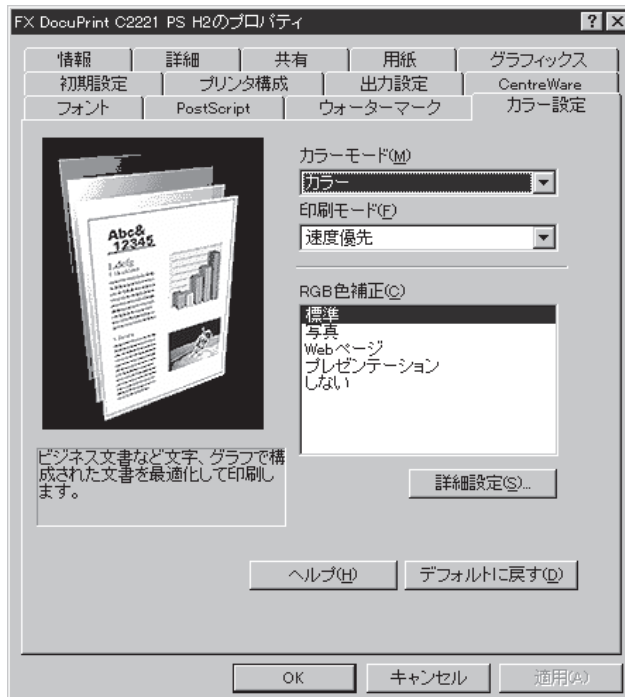 FX DocuPrint C2221 PS H2のプロパティ
情報 詳細 共有 用紙 グラフィックス
初期設定 プリンタ構成 出力設定 CentreWare
フォント PostScript ウォーターマーク カラー設定
カラーモード(M)
カラー
印刷モード(F)
速度優先
Abc&
12345
RGB色補正(C)
標準
写真
Webページ
プレゼンテーション
しない
ビジネス文書など文字、グラフで構
成された文書を最適化して印刷し
ます。
詳細設定(S)...
ヘルプ(H) デフォルトに戻す(D)
OK キャンセル 適用(A)